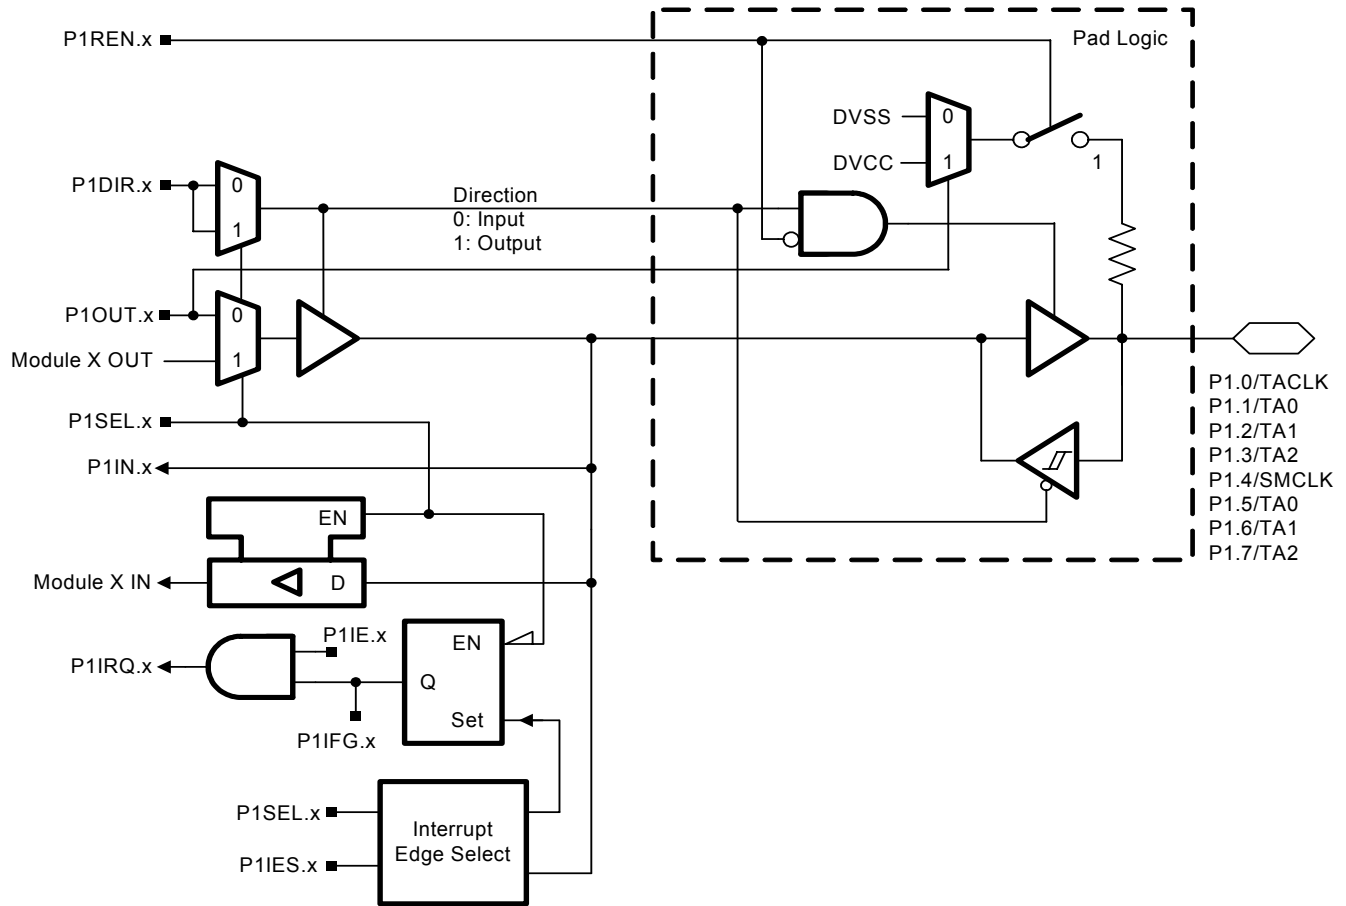 P1REN.x
Pad Logic
DVSS
0
DVCC
1
1
P1DIR.x
0
1
Direction
0: Input
1: Output
P1OUT.x
0
Module X OUT
1
P1SEL.x
P1IN.x
EN
Module X IN
D
P1IE.x
P1IRQ.x
EN
Q
Set
P1IFG.x
P1SEL.x
P1IES.x
Interrupt
Edge Select
P1.0/TACLK
P1.1/TA0
P1.2/TA1
P1.3/TA2
P1.4/SMCLK
P1.5/TA0
P1.6/TA1
P1.7/TA2